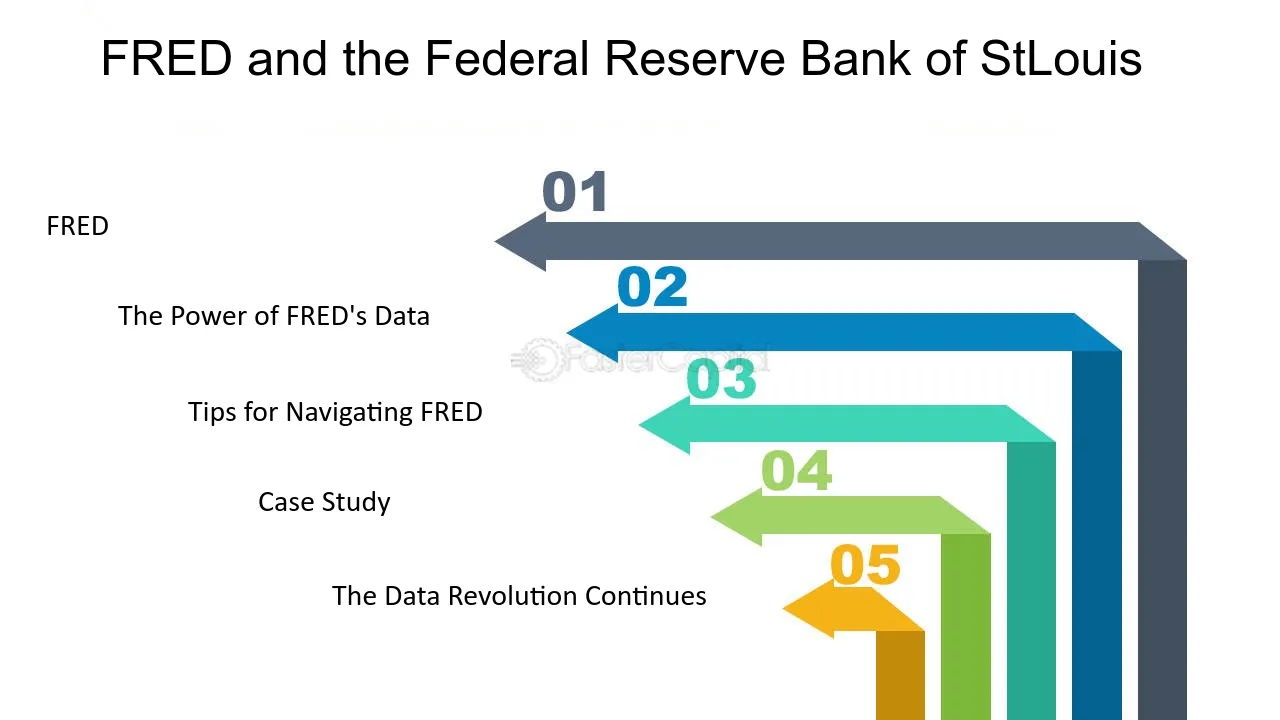 FRED and the Federal Reserve Bank of StLouis
01
FRED
02
The Power of FRED's Data
FasterCapital
03
Tips for Navigating FRED
04
Case Study
05
The Data Revolution Continues